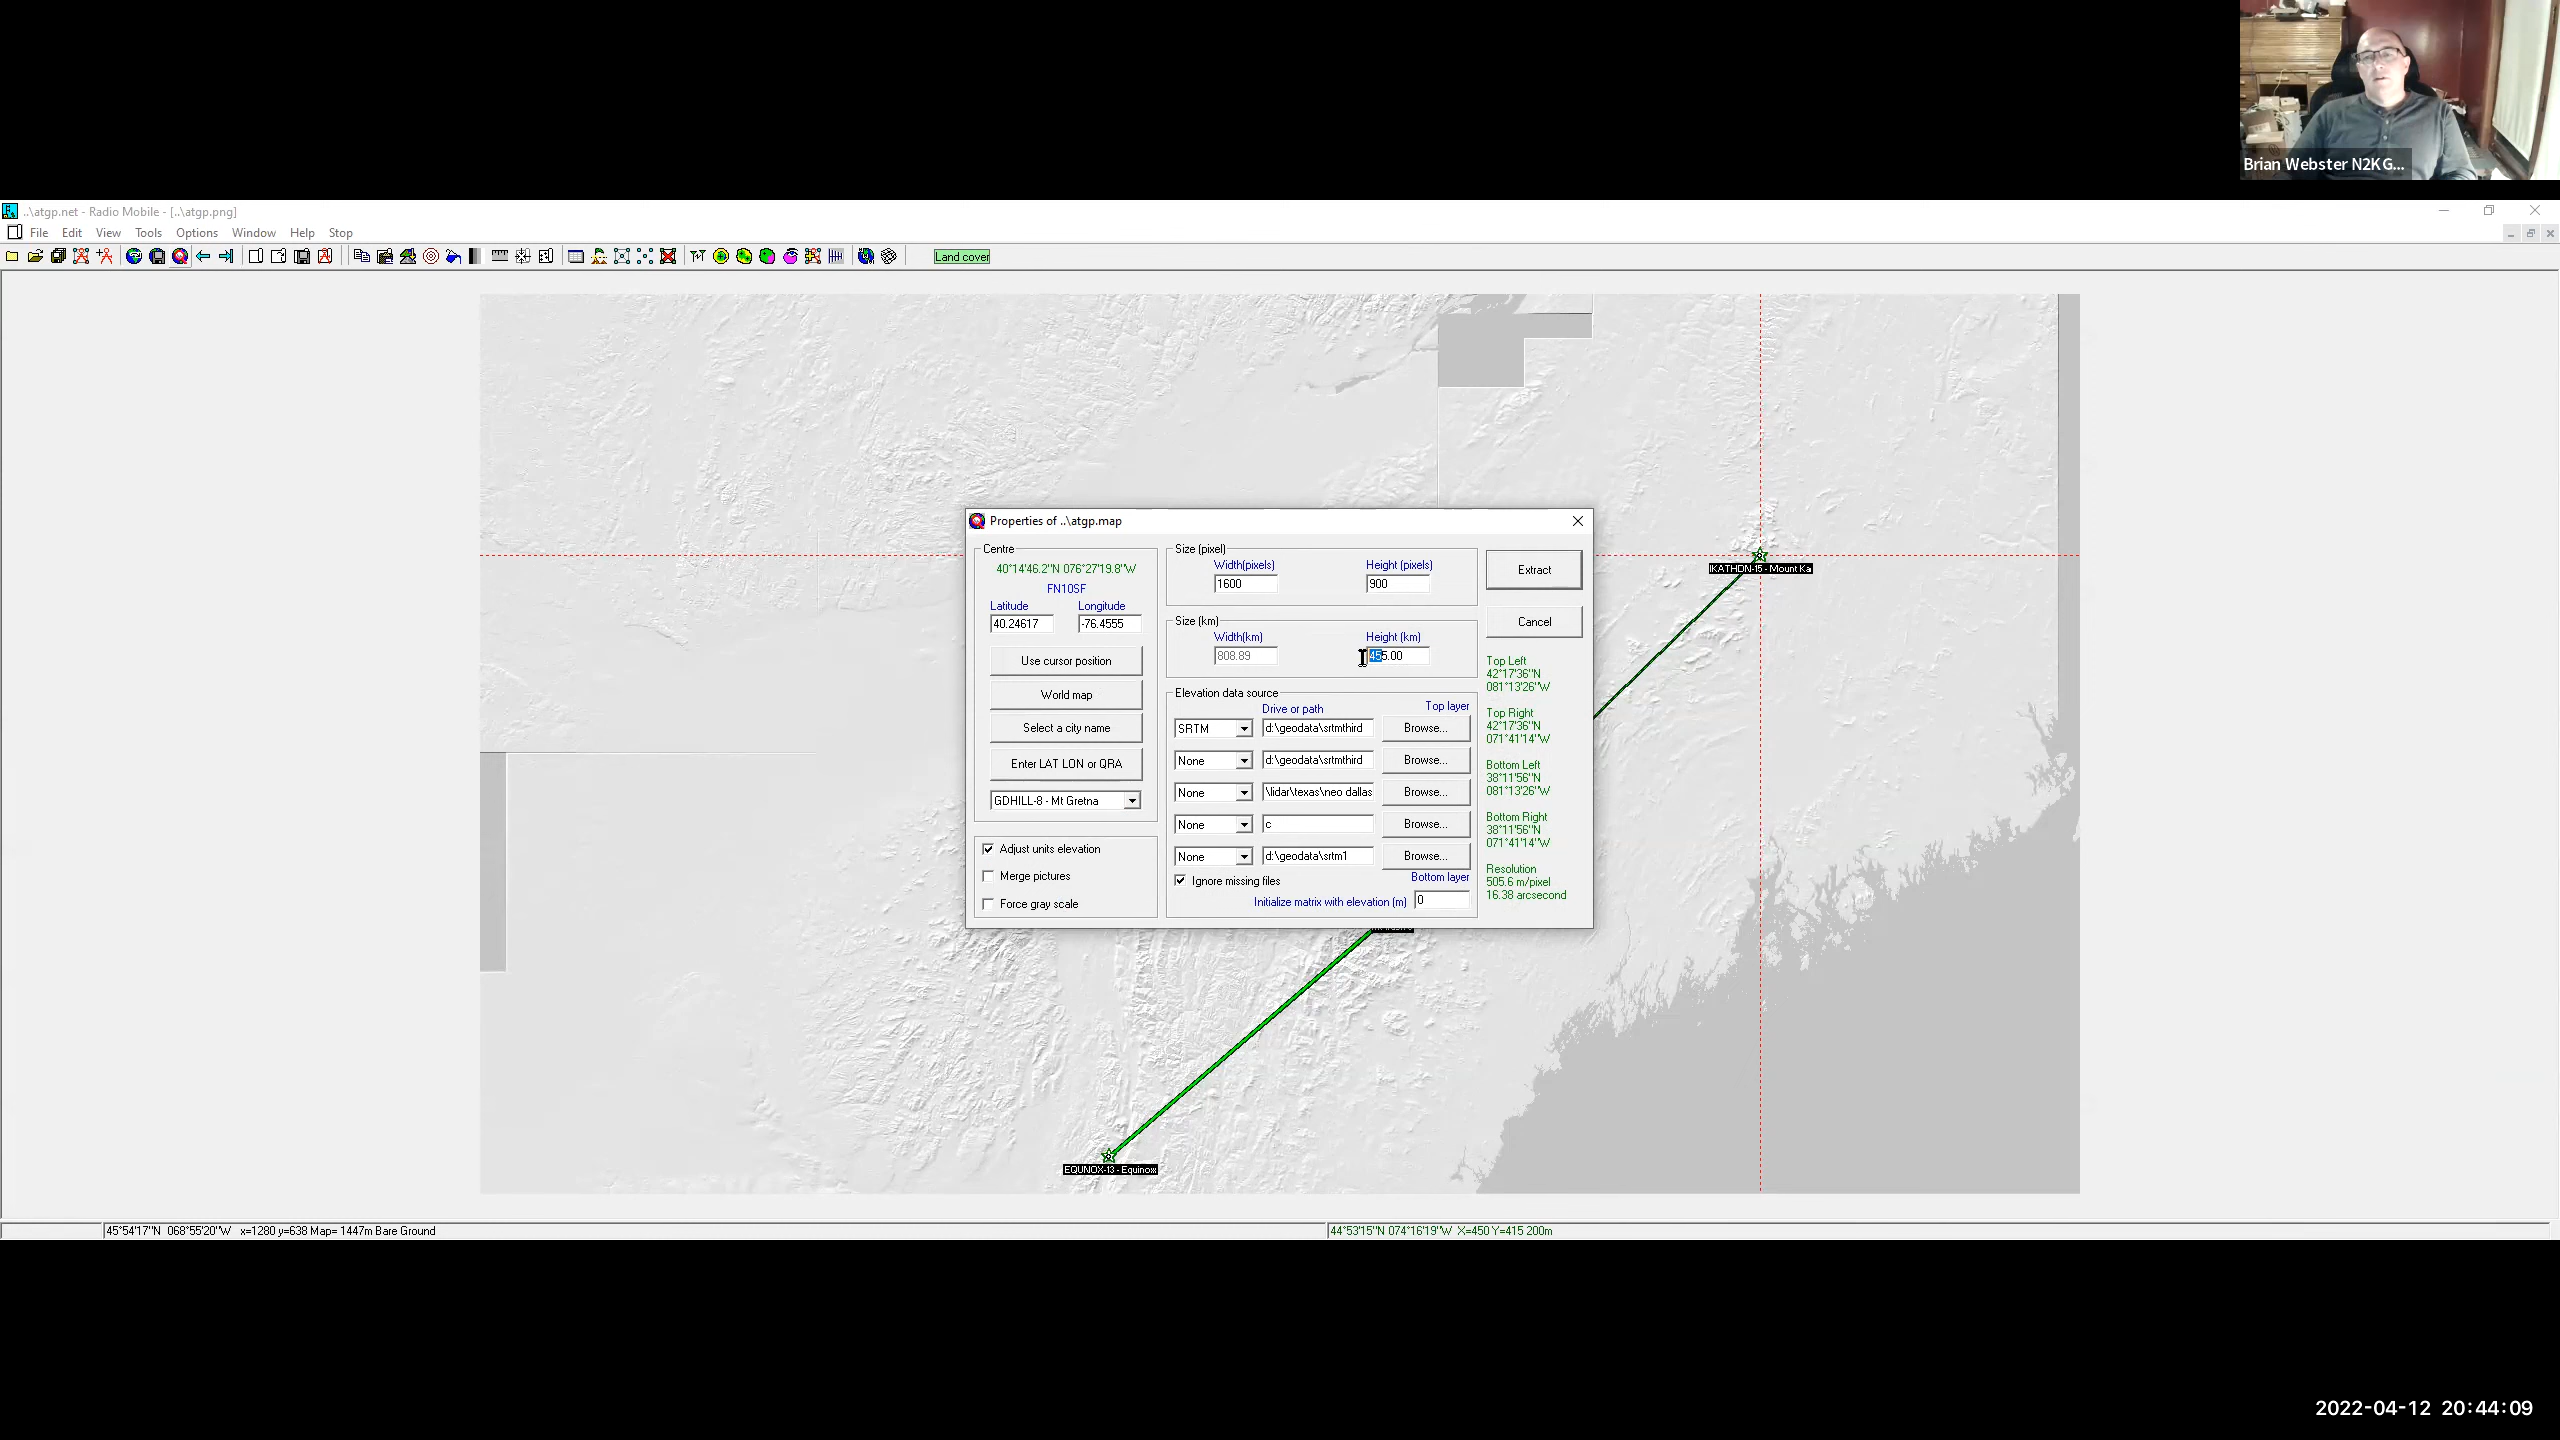 Brian Webster N2KG...
..\atgp.net - Radio Mobile - [..\atgp.png]
File Edit View Tools Options Window Help Stop
Land cover
IKATHDN-15 - Mount Ka
Properties of ..\atgp.map
Centre
40°14'46.2''N 076°27'19.8''W
FN10SF
Latitude Longitude
40.24617 -76.4555
Use cursor position
World map
Select a city name
Enter LAT LON or QRA
GDHILL-8 - Mt Gretna
Adjust units elevation
Merge pictures
Force gray scale
Size (pixel)
Width(pixels) Height (pixels)
1600 900
Size (km)
Width(km) Height (km)
808.89 455.00
Elevation data source
Drive or path Top layer
SRTM d:\geodata\srtmthird Browse...
None d:\geodata\srtmthird Browse...
None \lidar\texas\neo dallas Browse...
None c Browse...
None d:\geodata\srtm1 Browse...
Ignore missing files Bottom layer
Initialize matrix with elevation (m) 0
Extract
Cancel
Top Left
42°17'36''N
081°13'26''W
Top Right
42°17'36''N
071°41'14''W
Bottom Left
38°11'56''N
081°13'26''W
Bottom Right
38°11'56''N
071°41'14''W
Resolution
505.6 m/pixel
16.38 arcsecond
EQUNOX-13 - Equinox
45°54'17''N 068°55'20''W x=1280 y=638 Map= 1447m Bare Ground
44°53'15''N 074°16'19''W X=450 Y=415 200m
2022-04-12 20:44:09